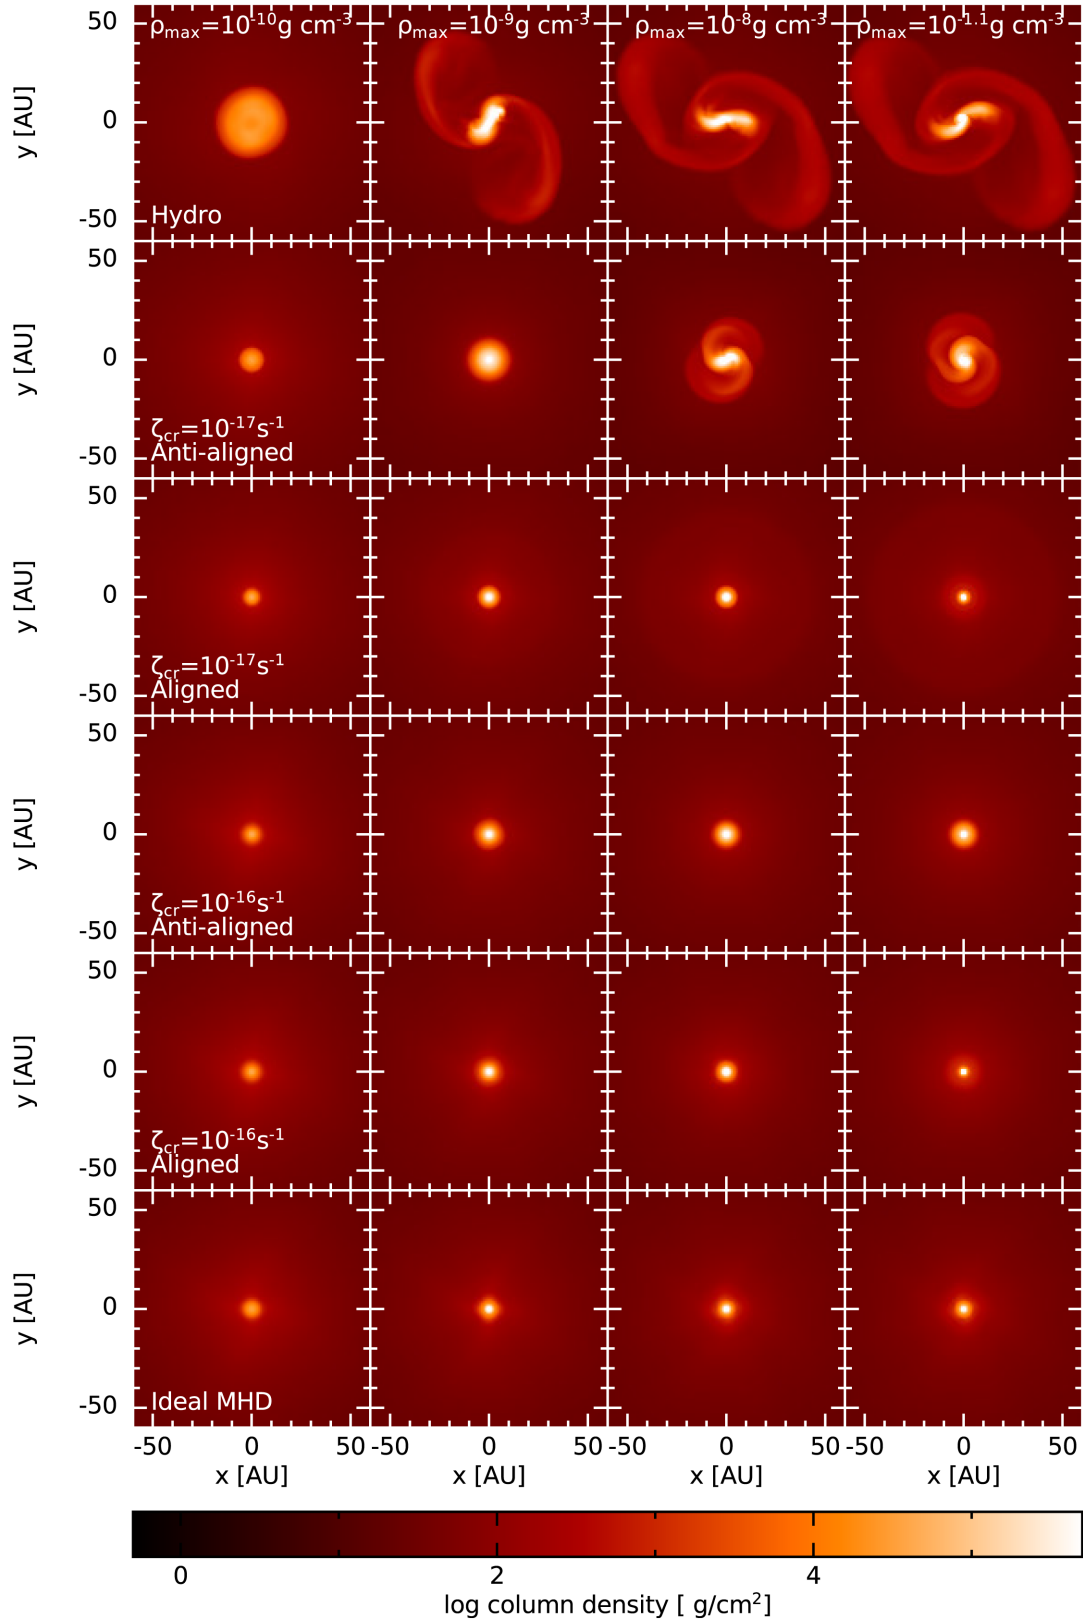 ρmax=10-10g cm-3 ρmax=10-9g cm-3 ρmax=10-8g cm-3 ρmax=10-1.1g cm-3
50
y [AU]
0
-50
Hydro
50
y [AU]
0
ζcr=10-17s-1
-50
Anti-aligned
50
y [AU]
0
ζcr=10-17s-1
-50
Aligned
50
y [AU]
0
ζcr=10-16s-1
-50
Anti-aligned
50
y [AU]
0
ζcr=10-16s-1
-50
Aligned
50
y [AU]
0
-50
Ideal MHD
-50 0 50 -50 0 50 -50 0 50 -50 0 50
x [AU] x [AU] x [AU] x [AU]
0 2 4
log column density [ g/cm2]